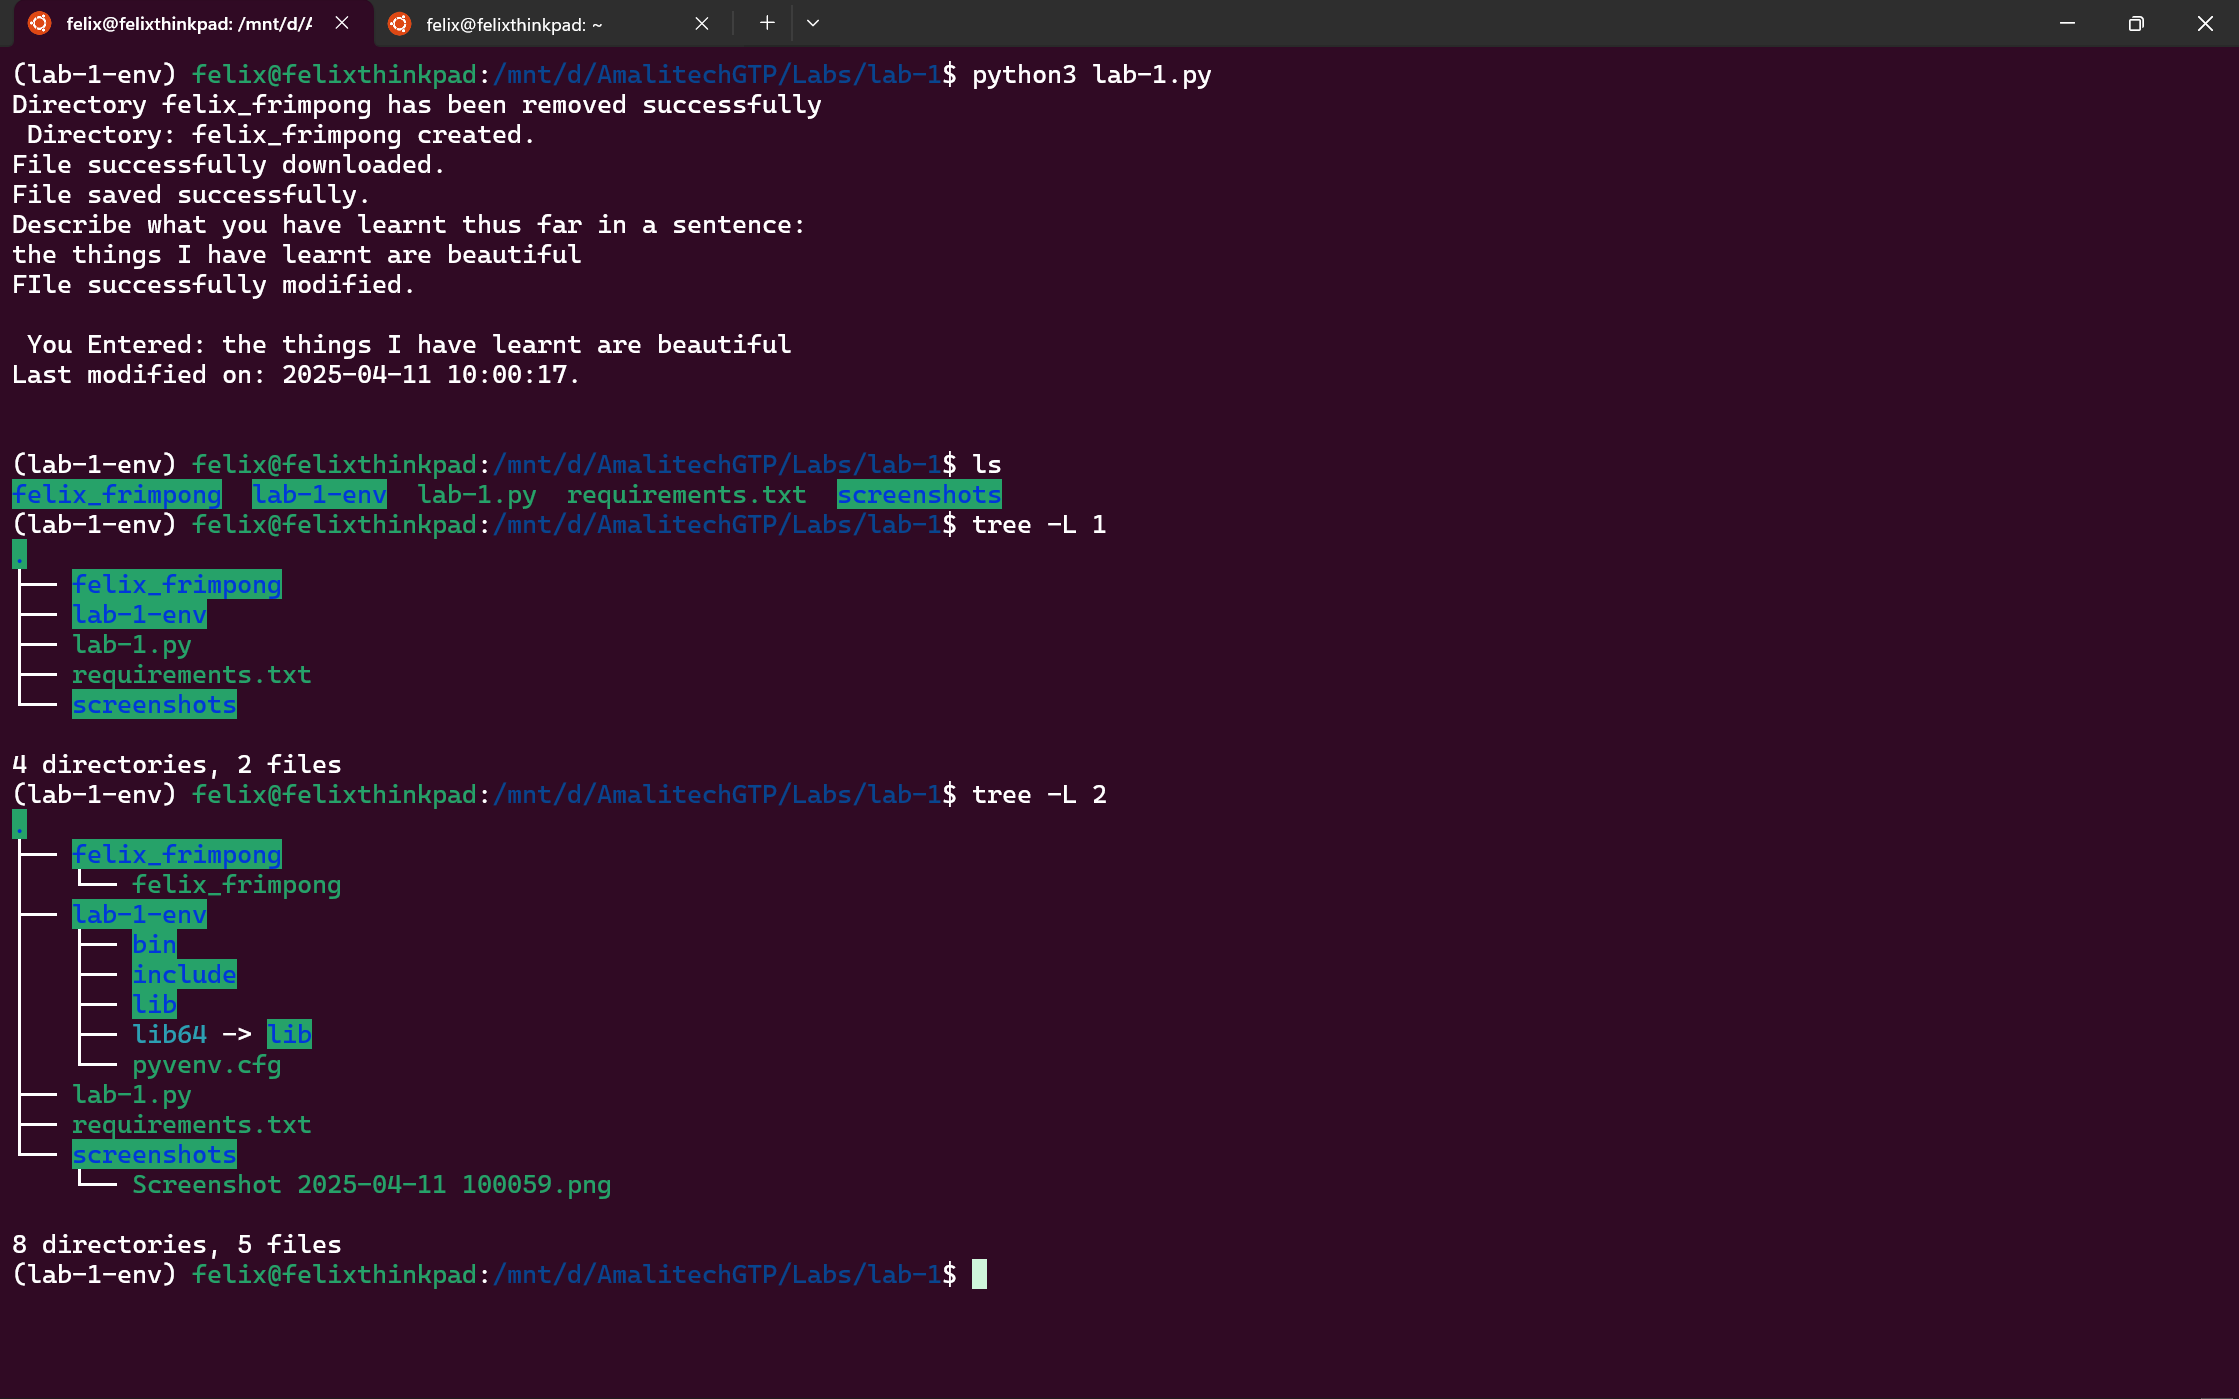 felix@felixthinkpad: /mnt/d/A
felix@felixthinkpad: ~
(lab-1-env) felix@felixthinkpad:/mnt/d/AmalitechGTP/Labs/lab-1$ python3 lab-1.py
Directory felix_frimpong has been removed successfully
 Directory: felix_frimpong created.
File successfully downloaded.
File saved successfully.
Describe what you have learnt thus far in a sentence:
the things I have learnt are beautiful
FIle successfully modified.
 You Entered: the things I have learnt are beautiful
Last modified on: 2025-04-11 10:00:17.
(lab-1-env) felix@felixthinkpad:/mnt/d/AmalitechGTP/Labs/lab-1$ ls
felix_frimpong  lab-1-env  lab-1.py  requirements.txt  screenshots
(lab-1-env) felix@felixthinkpad:/mnt/d/AmalitechGTP/Labs/lab-1$ tree -L 1
.
├── felix_frimpong
├── lab-1-env
├── lab-1.py
├── requirements.txt
└── screenshots
4 directories, 2 files
(lab-1-env) felix@felixthinkpad:/mnt/d/AmalitechGTP/Labs/lab-1$ tree -L 2
.
├── felix_frimpong
│   └── felix_frimpong
├── lab-1-env
│   ├── bin
│   ├── include
│   ├── lib
│   ├── lib64 -> lib
│   └── pyvenv.cfg
├── lab-1.py
├── requirements.txt
└── screenshots
    └── Screenshot 2025-04-11 100059.png
8 directories, 5 files
(lab-1-env) felix@felixthinkpad:/mnt/d/AmalitechGTP/Labs/lab-1$